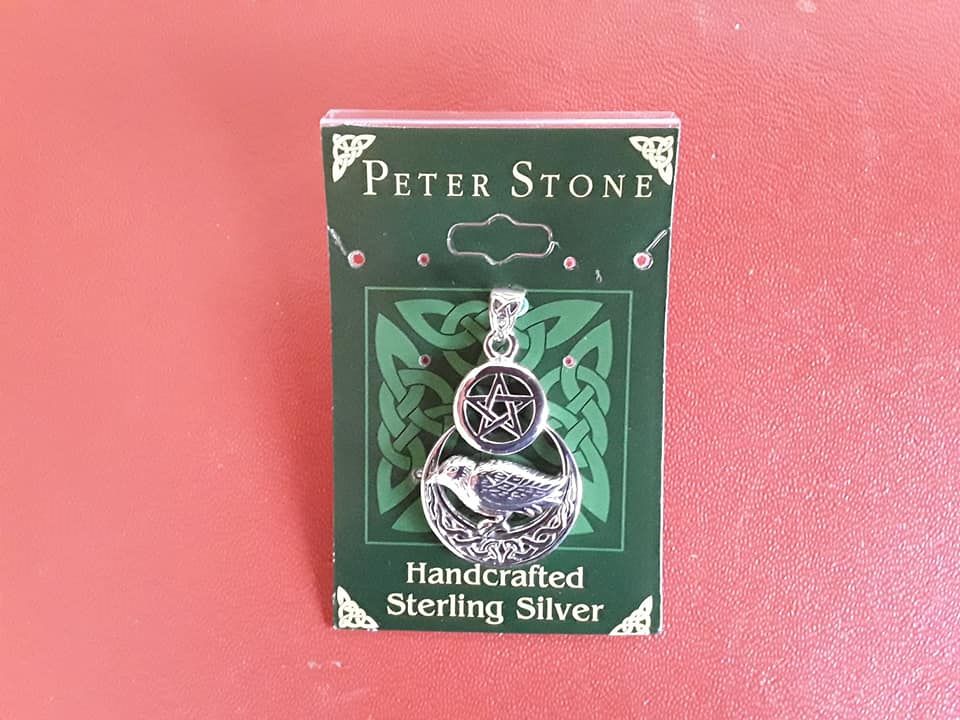 PETER STONE
Handcrafted
Sterling Silver